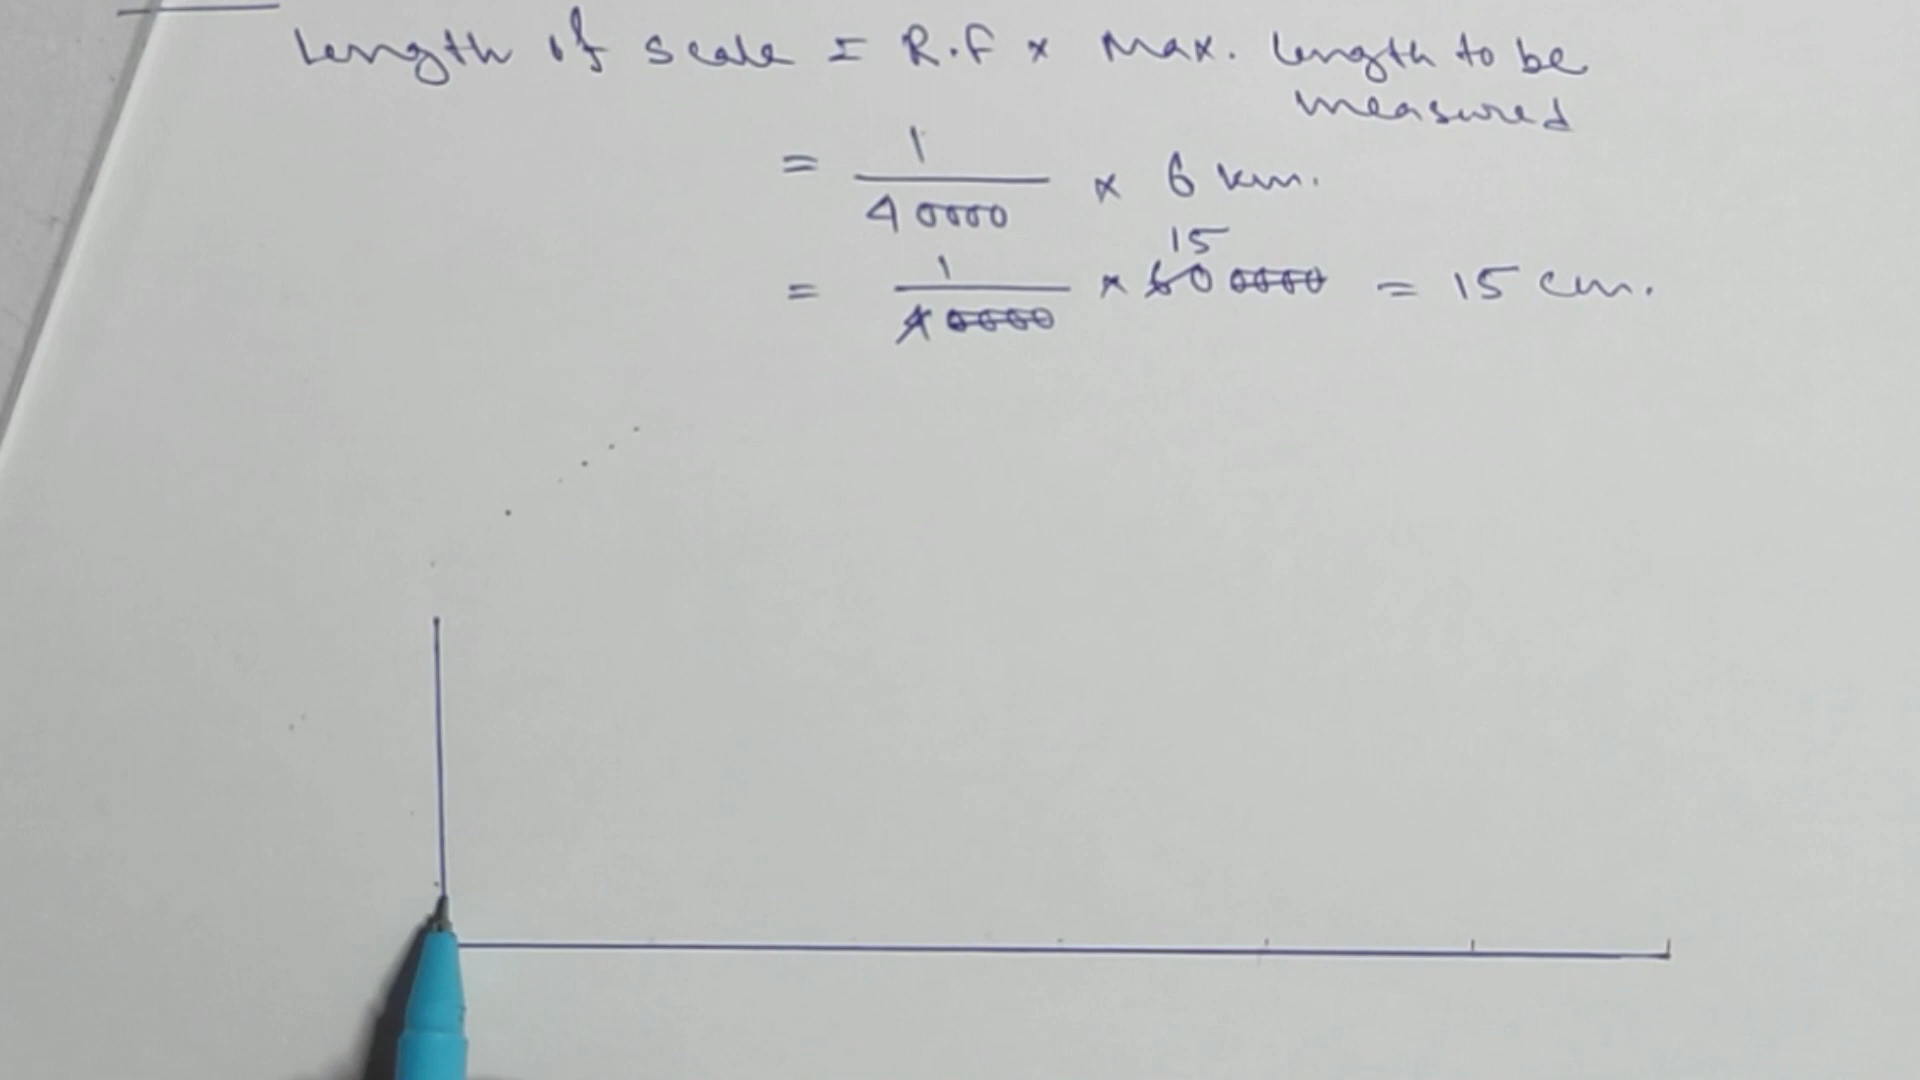 Length of scale = R.F × Max. length to be
measured
= 1/40000 × 6 km.
15
= 1/40000 × 600000 = 15 cm.